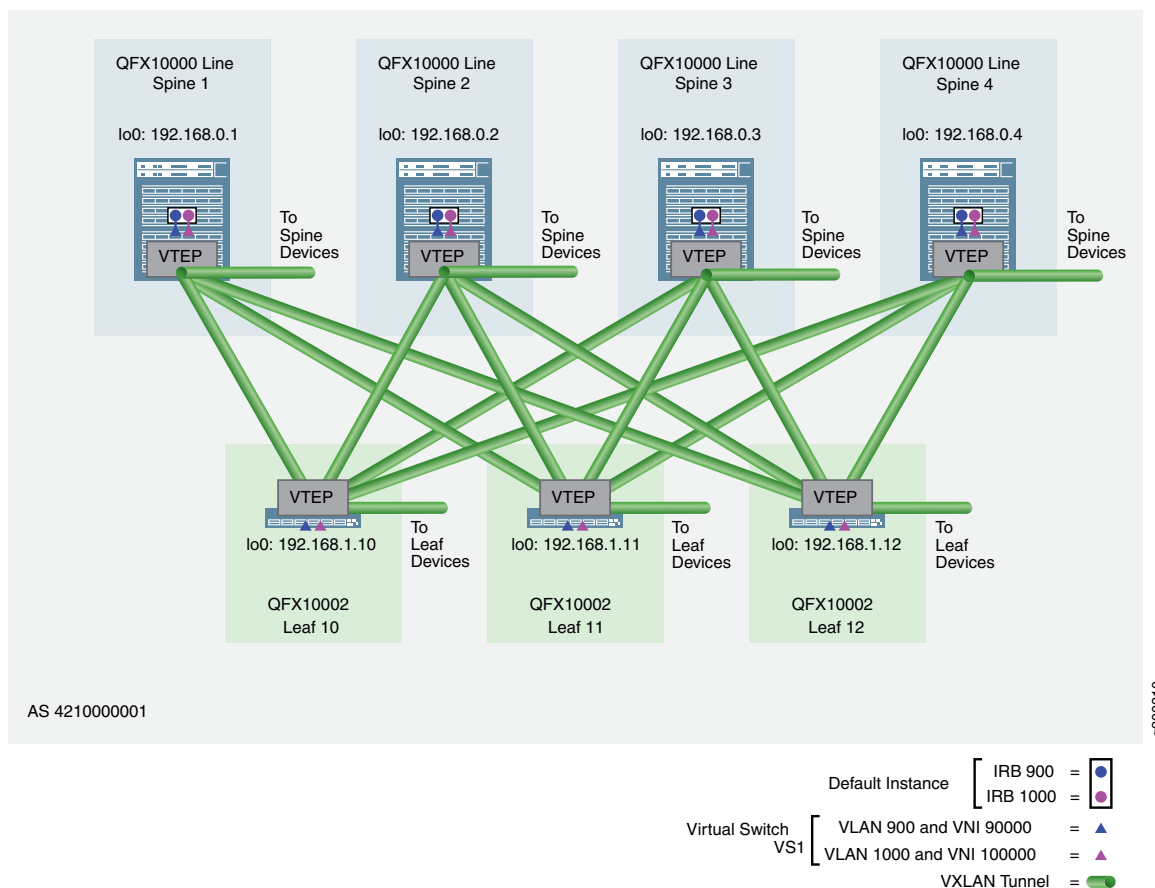 QFX10000 Line
Spine 1
QFX10000 Line
Spine 2
QFX10000 Line
Spine 3
QFX10000 Line
Spine 4
lo0: 192.168.0.1
lo0: 192.168.0.2
lo0: 192.168.0.3
lo0: 192.168.0.4
To
Spine
Devices
To
Spine
Devices
To
Spine
Devices
To
Spine
Devices
VTEP
VTEP
VTEP
VTEP
VTEP
VTEP
VTEP
To
Leaf
Devices
To
Leaf
Devices
To
Leaf
Devices
lo0: 192.168.1.10
lo0: 192.168.1.11
lo0: 192.168.1.12
QFX10002
Leaf 10
QFX10002
Leaf 11
QFX10002
Leaf 12
AS 4210000001
Default Instance
IRB 900 =
IRB 1000 =
Virtual Switch
VS1
VLAN 900 and VNI 90000 =
VLAN 1000 and VNI 100000 =
VXLAN Tunnel =